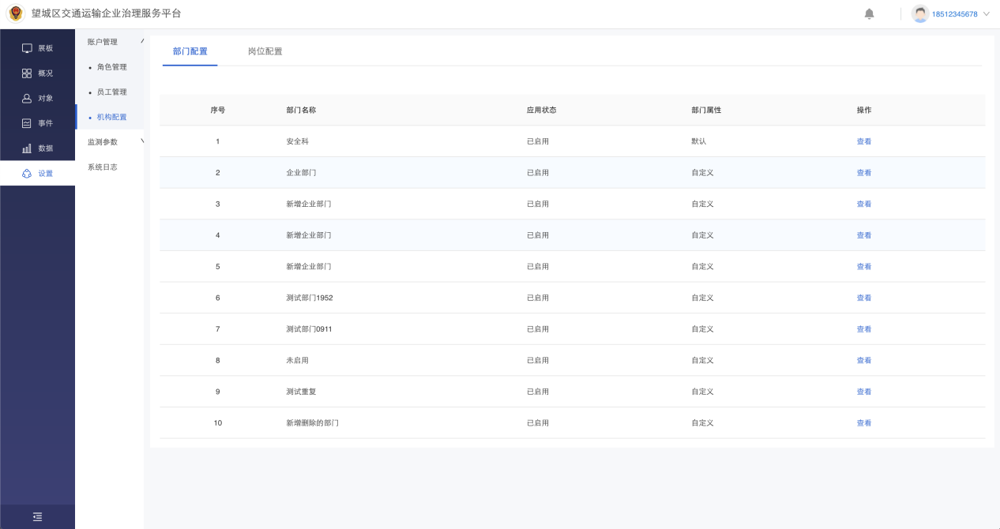 望城区交通运输企业治理服务平台
18512345678
展板
概况
对象
事件
数据
设置
账户管理
角色管理
员工管理
机构配置
监测参数
系统日志
部门配置 岗位配置
序号 部门名称 应用状态 部门属性 操作
1 安全科 已启用 默认 查看
2 企业部门 已启用 自定义 查看
3 新增企业部门 已启用 自定义 查看
4 新增企业部门 已启用 自定义 查看
5 新增企业部门 已启用 自定义 查看
6 测试部门1952 已启用 自定义 查看
7 测试部门0911 已启用 自定义 查看
8 未启用 已启用 自定义 查看
9 测试重复 已启用 自定义 查看
10 新增删除的部门 已启用 自定义 查看